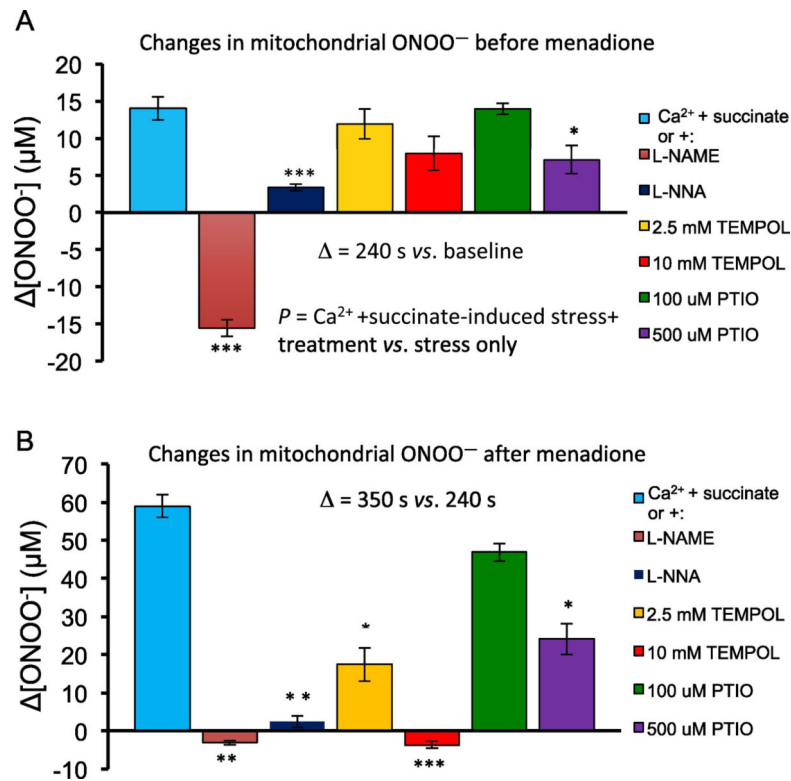 A
Changes in mitochondrial ONOO— before menadione
Δ[ONOO-] (μM)
20
15
10
5
0
-5
-10
-15
-20
***
***
*
Δ = 240 s vs. baseline
P = Ca2+ +succinate-induced stress+
treatment vs. stress only
Ca2+ + succinate
or +:
L-NAME
L-NNA
2.5 mM TEMPOL
10 mM TEMPOL
100 uM PTIO
500 uM PTIO
B
Changes in mitochondrial ONOO— after menadione
Δ[ONOO-] (μM)
70
60
50
40
30
20
10
0
-10
Δ = 350 s vs. 240 s
**
* *
*
***
*
Ca2+ + succinate
or +:
L-NAME
L-NNA
2.5 mM TEMPOL
10 mM TEMPOL
100 uM PTIO
500 uM PTIO